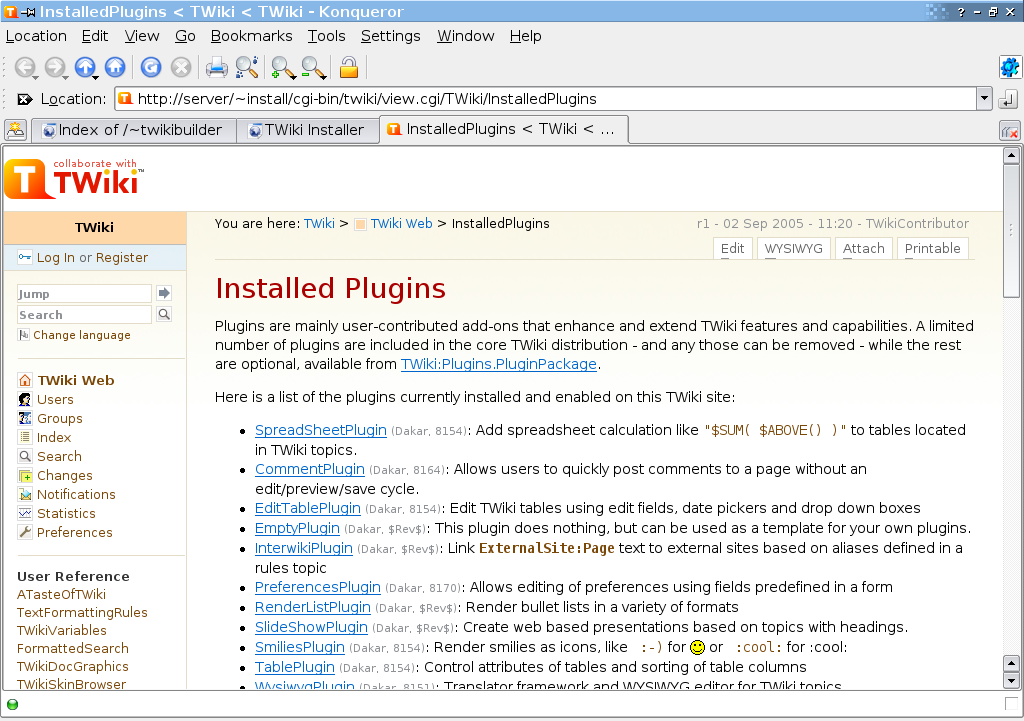 InstalledPlugins < TWiki < TWiki - Konqueror
Location Edit View Go Bookmarks Tools Settings Window Help
Location: http://server/~install/cgi-bin/twiki/view.cgi/TWiki/InstalledPlugins
Index of /~twikibuilder TWiki Installer InstalledPlugins < TWiki < ...
collaborate with
TWiki™
TWiki
Log In or Register
Jump
Search
Change language
TWiki Web
Users
Groups
Index
Search
Changes
Notifications
Statistics
Preferences
User Reference
ATasteOfTWiki
TextFormattingRules
TWikiVariables
FormattedSearch
TWikiDocGraphics
TWikiSkinBrowser
You are here: TWiki > TWiki Web > InstalledPlugins
r1 - 02 Sep 2005 - 11:20 - TWikiContributor
Edit WYSIWYG Attach Printable
Installed Plugins
Plugins are mainly user-contributed add-ons that enhance and extend TWiki features and capabilities. A limited
number of plugins are included in the core TWiki distribution - and any those can be removed - while the rest
are optional, available from TWiki:Plugins.PluginPackage.
Here is a list of the plugins currently installed and enabled on this TWiki site:
SpreadSheetPlugin (Dakar, 8154): Add spreadsheet calculation like "$SUM( $ABOVE() )" to tables located
in TWiki topics.
CommentPlugin (Dakar, 8164): Allows users to quickly post comments to a page without an
edit/preview/save cycle.
EditTablePlugin (Dakar, 8154): Edit TWiki tables using edit fields, date pickers and drop down boxes
EmptyPlugin (Dakar, $Rev$): This plugin does nothing, but can be used as a template for your own plugins.
InterwikiPlugin (Dakar, $Rev$): Link ExternalSite:Page text to external sites based on aliases defined in a
rules topic
PreferencesPlugin (Dakar, 8170): Allows editing of preferences using fields predefined in a form
RenderListPlugin (Dakar, $Rev$): Render bullet lists in a variety of formats
SlideShowPlugin (Dakar, $Rev$): Create web based presentations based on topics with headings.
SmiliesPlugin (Dakar, 8154): Render smilies as icons, like :-) for or :cool: for :cool:
TablePlugin (Dakar, 8154): Control attributes of tables and sorting of table columns
WysiwygPlugin (Dakar, 8151): Translator framework and WYSIWYG editor for TWiki topics